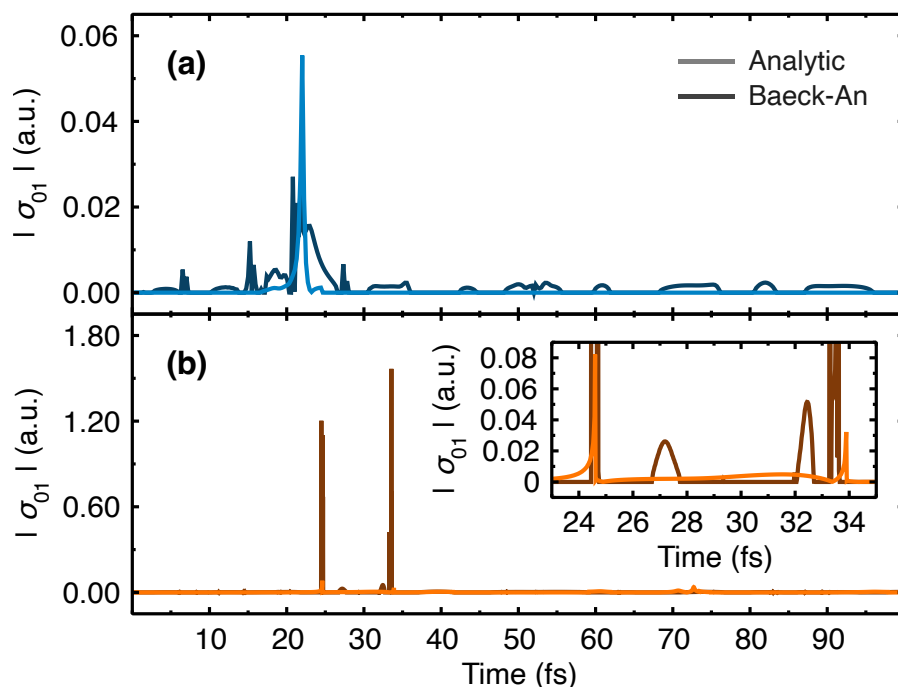 (a)
Analytic
Baeck-An
| σ01 | (a.u.)
0.06
0.04
0.02
0.00
(b)
| σ01 | (a.u.)
1.80
1.20
0.60
0.00
| σ01 | (a.u.)
0.08
0.06
0.04
0.02
0
24 26 28 30 32 34
Time (fs)
10 20 30 40 50 60 70 80 90
Time (fs)